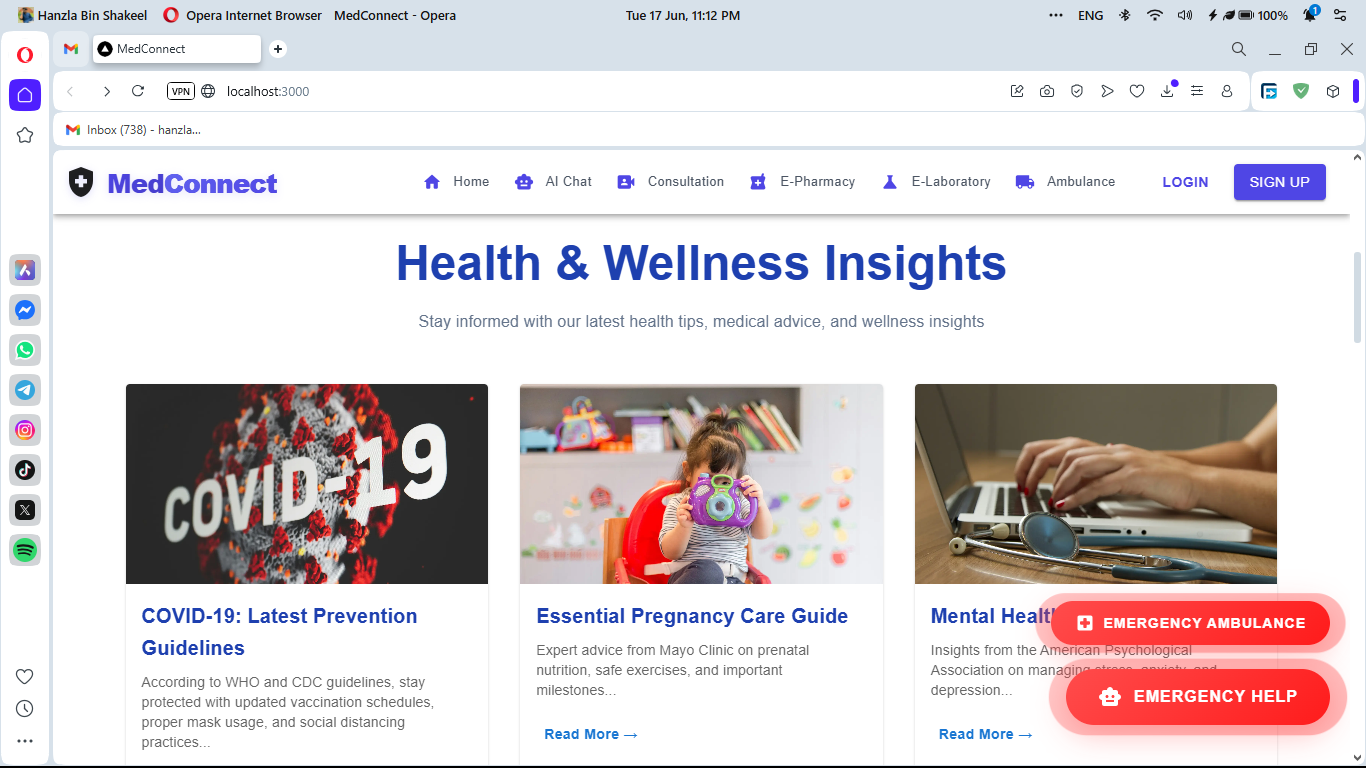 Hanzla Bin Shakeel
Opera Internet Browser
MedConnect - Opera
Tue 17 Jun, 11:12 PM
ENG
100%
1
MedConnect
VPN
localhost:3000
Inbox (738) - hanzla...
MedConnect
Home
AI Chat
Consultation
E-Pharmacy
E-Laboratory
Ambulance
LOGIN
SIGN UP
Health & Wellness Insights
Stay informed with our latest health tips, medical advice, and wellness insights
COVID-19
COVID-19: Latest Prevention
Guidelines
According to WHO and CDC guidelines, stay
protected with updated vaccination schedules,
proper mask usage, and social distancing
practices...
Essential Pregnancy Care Guide
Expert advice from Mayo Clinic on prenatal
nutrition, safe exercises, and important
milestones...
Read More →
Mental Healt
Insights from the American Psychological
Association on managing stress, anxiety, and
depression...
Read More →
EMERGENCY AMBULANCE
EMERGENCY HELP